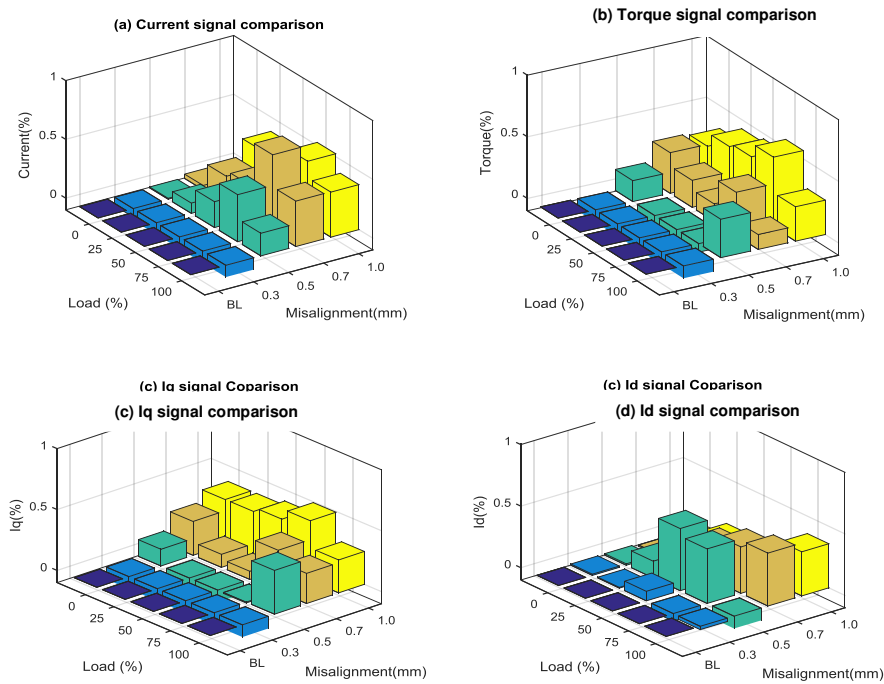 (a) Current signal comparison
1
0.5
0
Current(%)
0
25
50
75
100
Load (%)
BL
0.3
0.5
0.7
1.0
Misalignment(mm)
(b) Torque signal comparison
1
0.5
0
Torque(%)
0
25
50
75
100
Load (%)
BL
0.3
0.5
0.7
1.0
Misalignment(mm)
(c) Iq signal Coparison
(c) Iq signal comparison
1
0.5
0
Iq(%)
0
25
50
75
100
Load (%)
BL
0.3
0.5
0.7
1.0
Misalignment(mm)
(c) Id signal Coparison
(d) Id signal comparison
1
0.5
0
Id(%)
0
25
50
75
100
Load (%)
BL
0.3
0.5
0.7
1.0
Misalignment(mm)